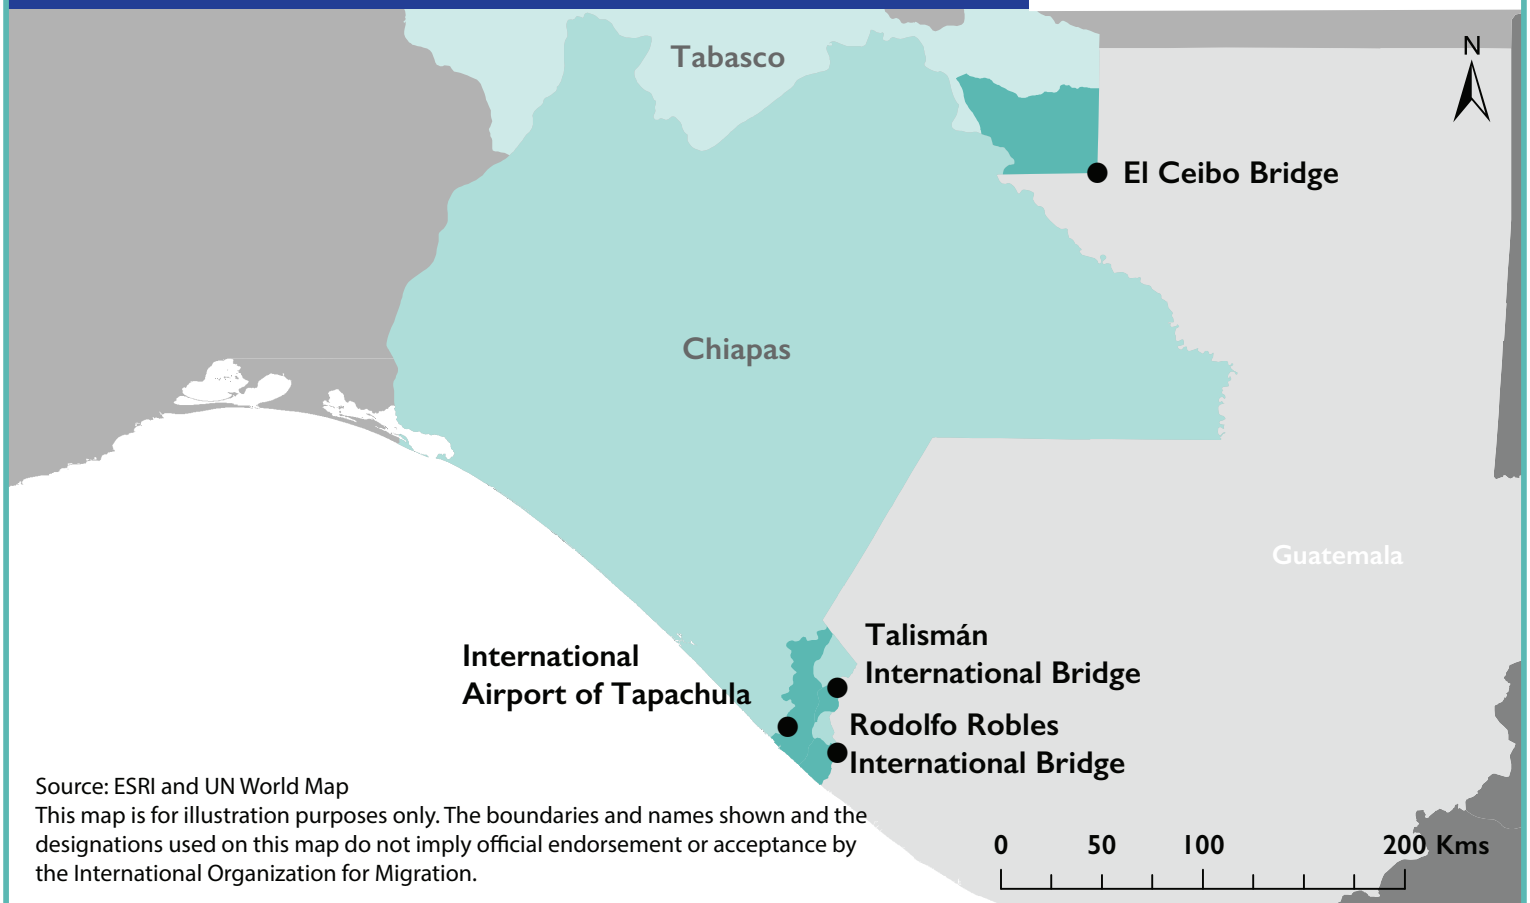 Tabasco
N
El Ceibo Bridge
Chiapas
Guatemala
Talismán
International Bridge
International
Airport of Tapachula
Rodolfo Robles
International Bridge
Source: ESRI and UN World Map
This map is for illustration purposes only. The boundaries and names shown and the
designations used on this map do not imply official endorsement or acceptance by
the International Organization for Migration.
0 50 100 200 Kms